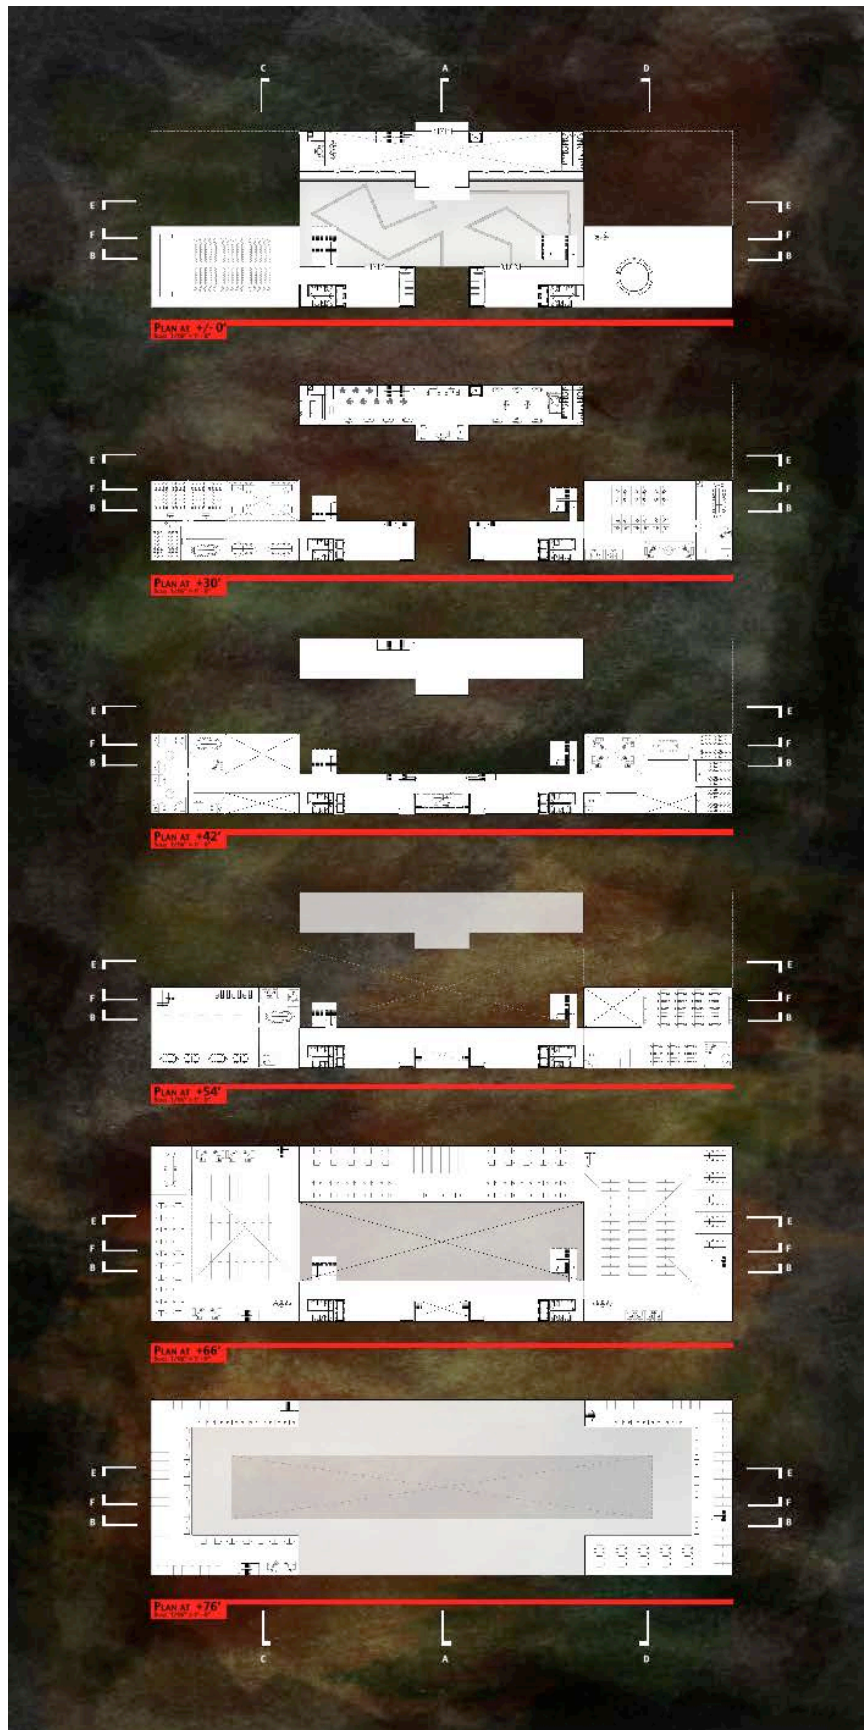 C A D
E E
F F
B B
PLAN AT +/- 0'
E E
F F
B B
PLAN AT +30'
E E
F F
B B
PLAN AT +42'
E E
F F
B B
PLAN AT +54'
E E
F F
B B
PLAN AT +66'
E E
F F
B B
PLAN AT +76'
C A D